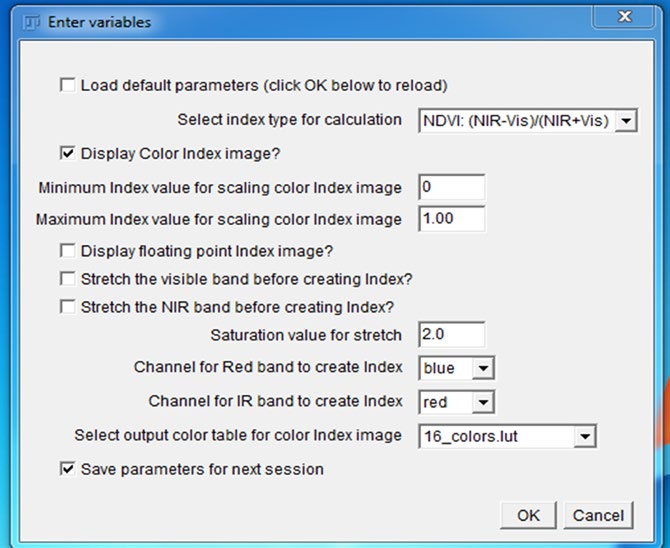 Enter variables
Load default parameters (click OK below to reload)
Select index type for calculation NDVI: (NIR-Vis)/(NIR+Vis)
Display Color Index image?
Minimum Index value for scaling color Index image 0
Maximum Index value for scaling color Index image 1.00
Display floating point Index image?
Stretch the visible band before creating Index?
Stretch the NIR band before creating Index?
Saturation value for stretch 2.0
Channel for Red band to create Index blue
Channel for IR band to create Index red
Select output color table for color Index image 16_colors.lut
Save parameters for next session
OK Cancel